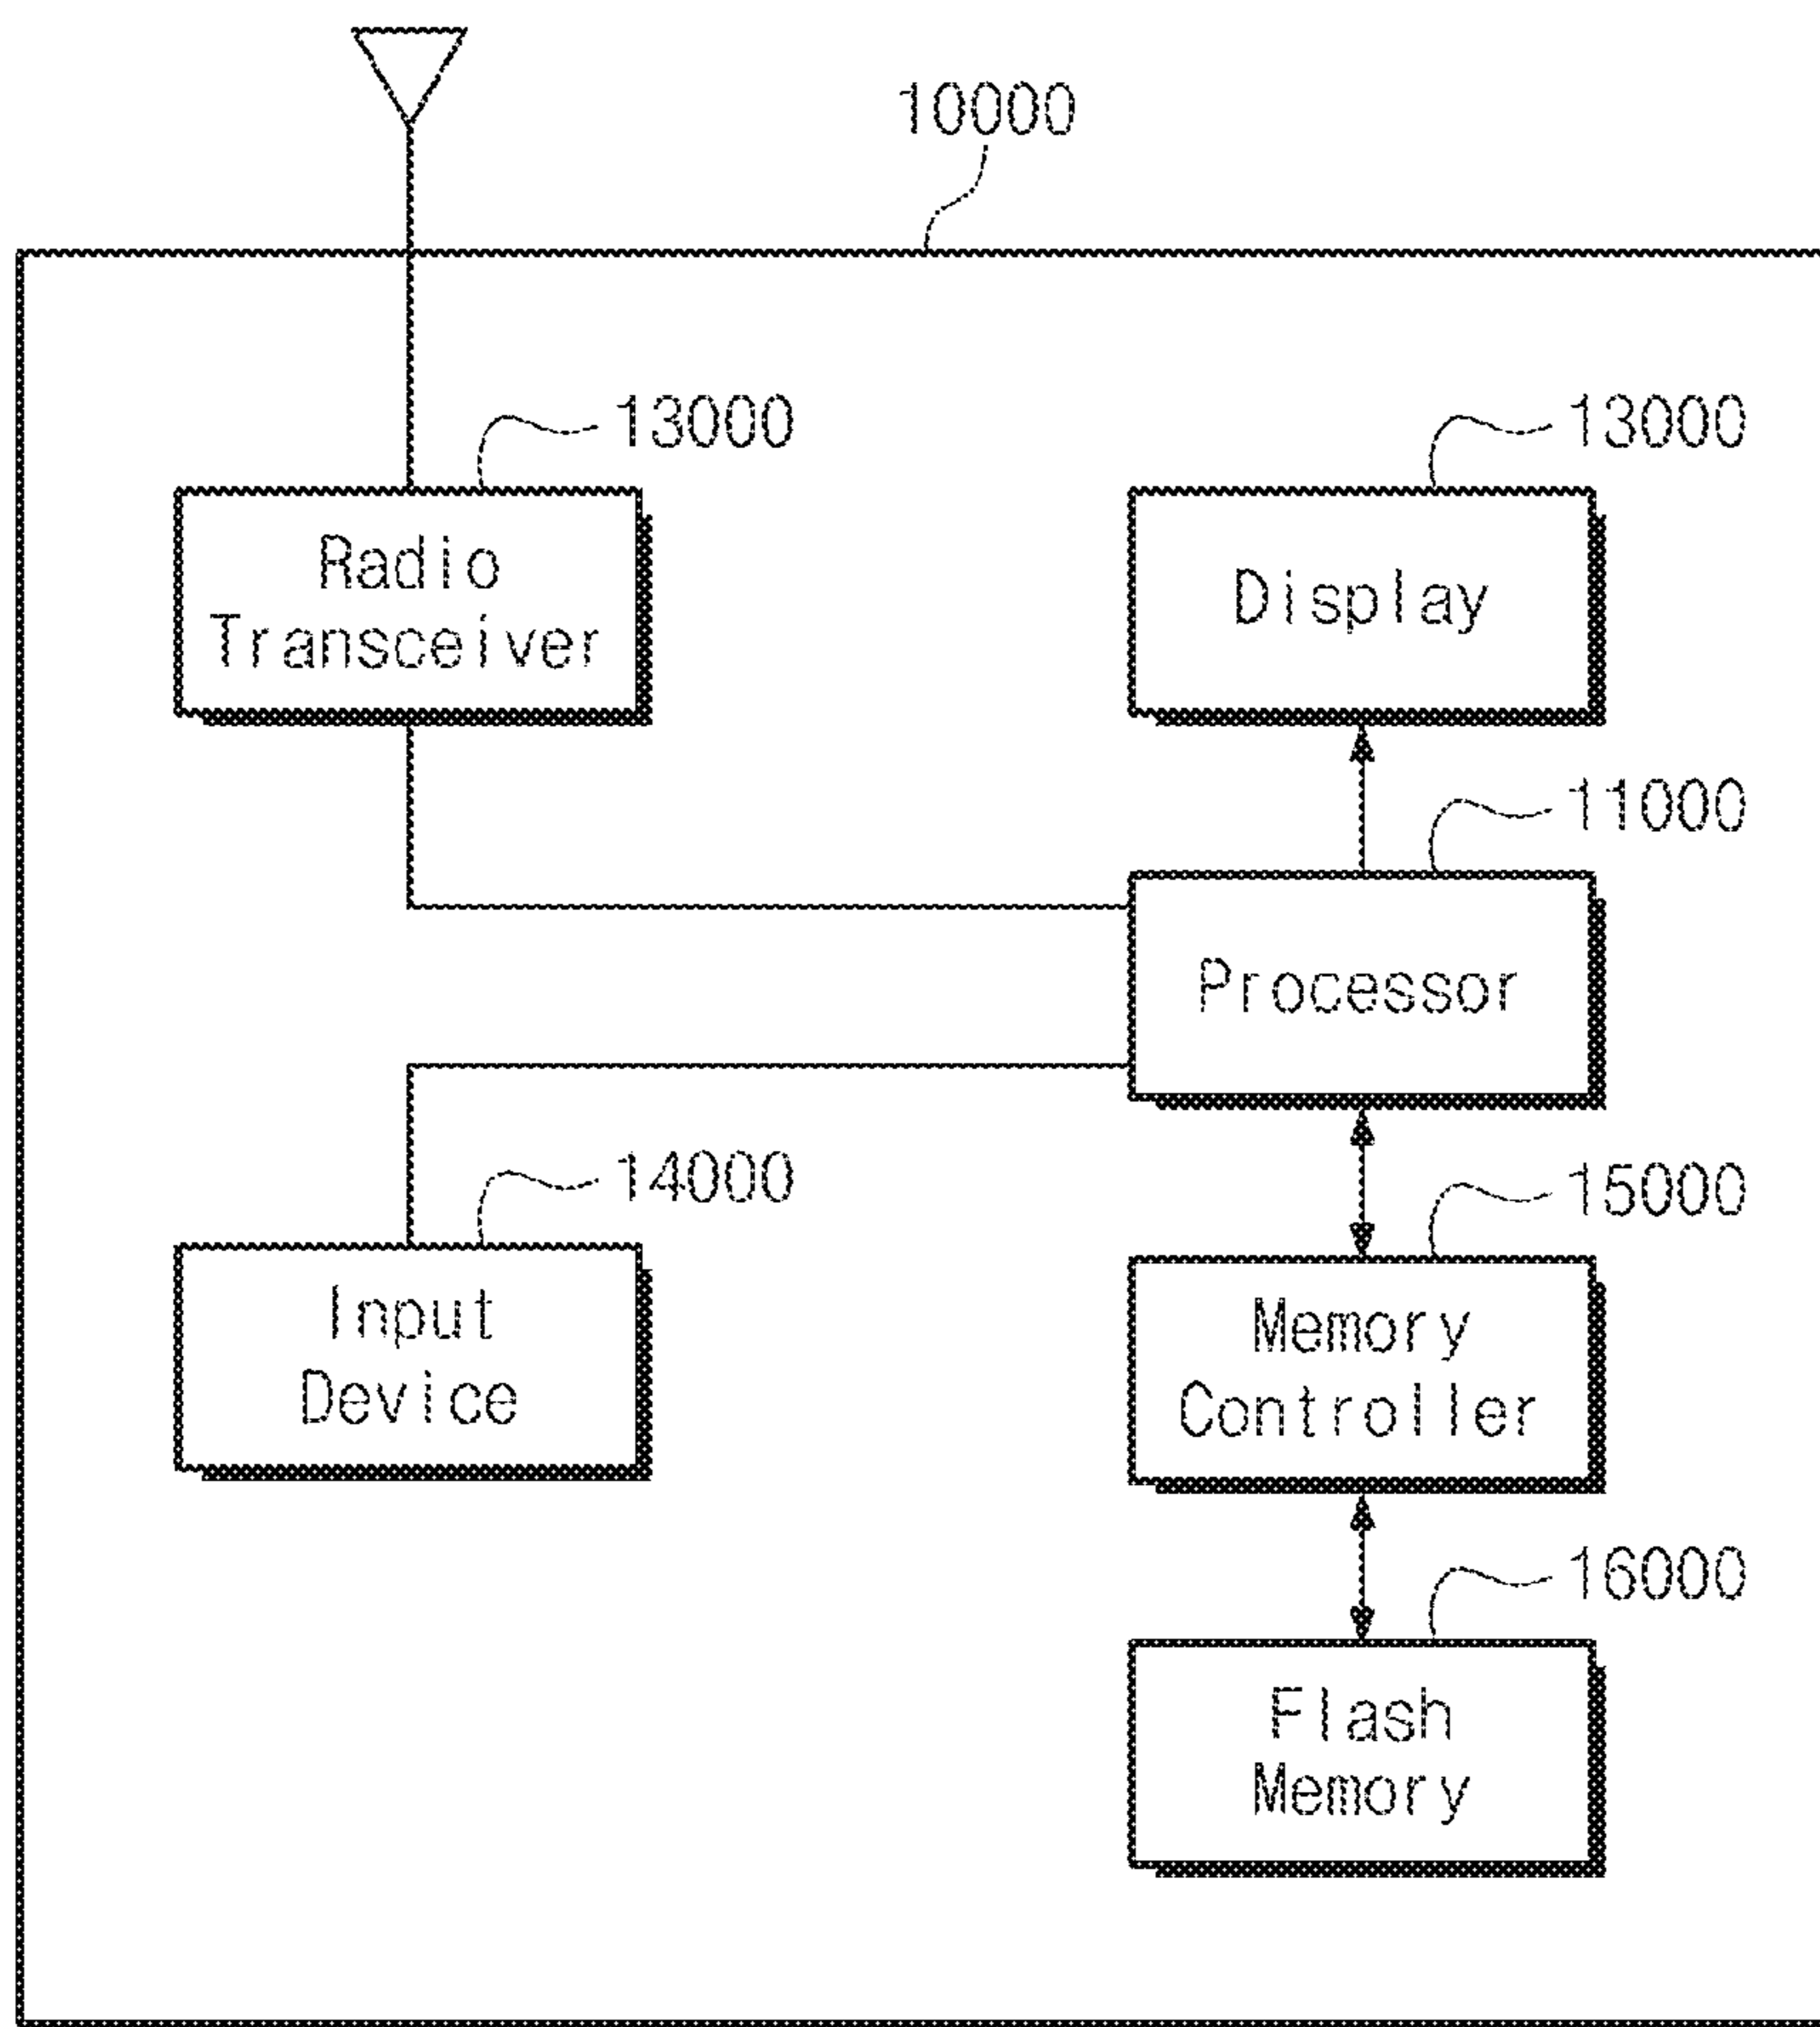 10000
13000
Radio
Transceiver
13000
Display
11000
Processor
14000
Input
Device
15000
Memory
Controller
16000
Flash
Memory